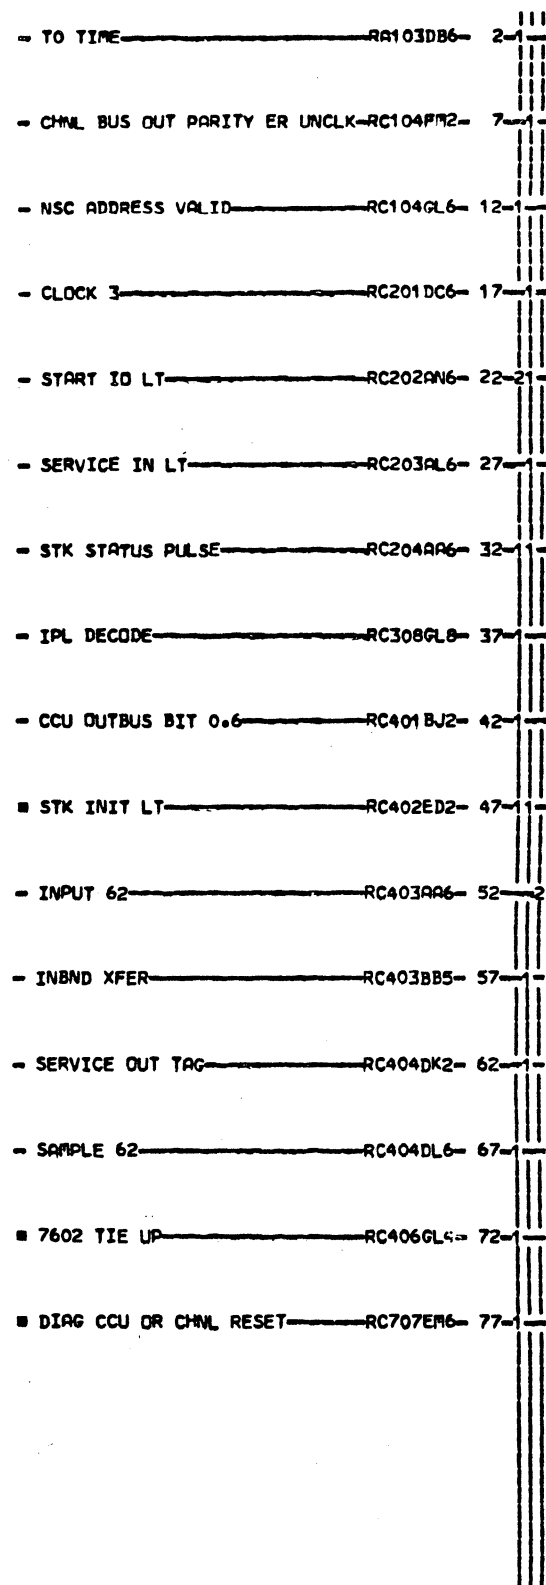 - TO TIME RA103DB6- 2-1
- CHNL BUS OUT PARITY ER UNCLK-RC104FM2- 7-1-
- NSC ADDRESS VALID RC104GL6- 12-1
- CLOCK 3 RC201DC6- 17-1-
- START IO LT RC202AN6- 22-21-
- SERVICE IN LT RC203AL6- 27-1-
- STK STATUS PULSE RC204AA6- 32-11-
- IPL DECODE RC308GL8- 37-1
- CCU OUTBUS BIT 0.6 RC401BJ2- 42-1
■ STK INIT LT RC402ED2- 47-11-
- INPUT 62 RC403AA6- 52-2
- INBND XFER RC403BB5- 57-1-
- SERVICE OUT TAG RC404DK2- 62-1-
- SAMPLE 62 RC404DL6- 67-1
■ 7602 TIE UP 72-1
■ DIAG CCU OR CHNL RESET RC707EM6- 77-1